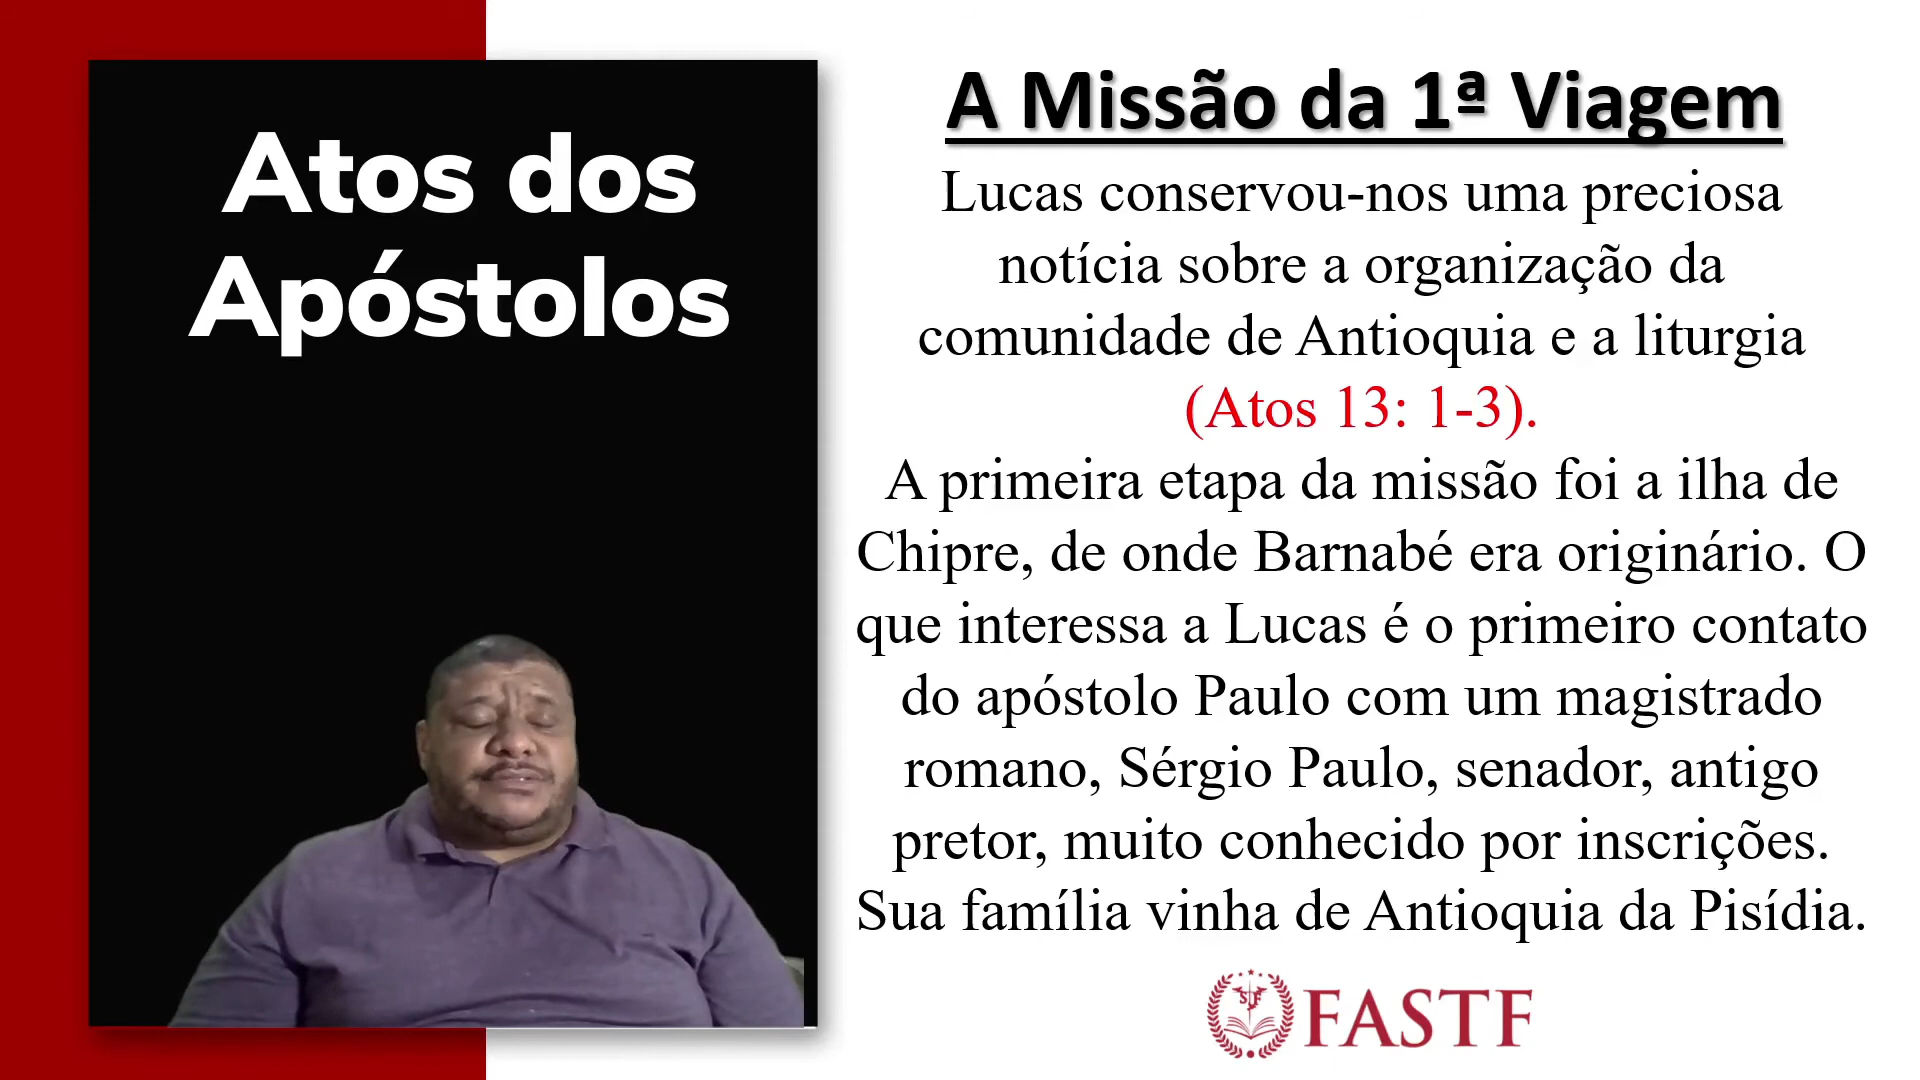 Atos dos
Apóstolos
A Missão da 1ª Viagem
Lucas conservou-nos uma preciosa
notícia sobre a organização da
comunidade de Antioquia e a liturgia
(Atos 13: 1-3).
A primeira etapa da missão foi a ilha de
Chipre, de onde Barnabé era originário. O
que interessa a Lucas é o primeiro contato
do apóstolo Paulo com um magistrado
romano, Sérgio Paulo, senador, antigo
pretor, muito conhecido por inscrições.
Sua família vinha de Antioquia da Pisídia.
FASTF